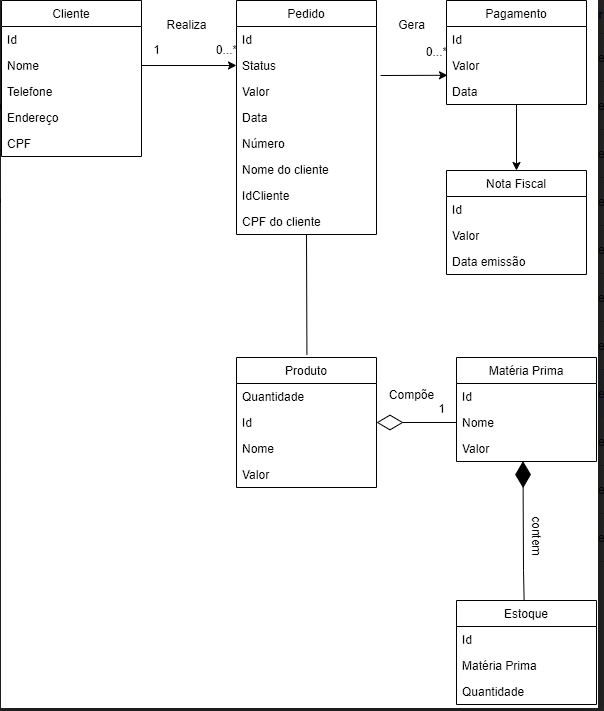 Cliente
Id
Nome
Telefone
Endereço
CPF
Realiza
1
0...*
Pedido
Id
Status
Valor
Data
Número
Nome do cliente
IdCliente
CPF do cliente
Gera
0...*
Pagamento
Id
Valor
Data
Nota Fiscal
Id
Valor
Data emissão
Produto
Quantidade
Id
Nome
Valor
Compõe
1
Matéria Prima
Id
Nome
Valor
contem
Estoque
Id
Matéria Prima
Quantidade